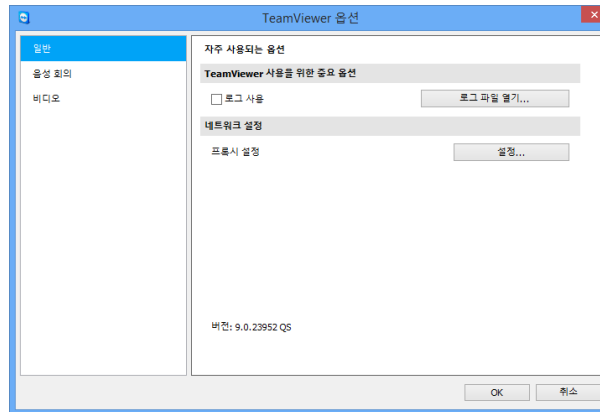 TeamViewer 옵션
일반
음성 회의
비디오
자주 사용되는 옵션
TeamViewer 사용을 위한 중요 옵션
로그 사용
로그 파일 열기...
네트워크 설정
프록시 설정
설정...
버전: 9.0.23952 QS
OK
취소